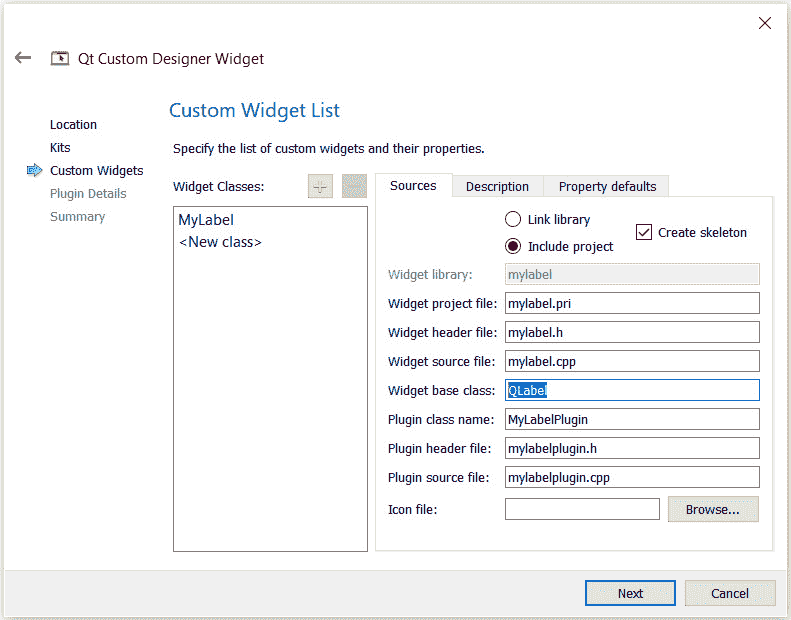 Qt Custom Designer Widget
Custom Widget List
Location
Kits
Custom Widgets
Plugin Details
Summary
Specify the list of custom widgets and their properties.
Widget Classes:
MyLabel
<New class>
Sources
Description
Property defaults
Link library
Include project
Create skeleton
Widget library: mylabel
Widget project file: mylabel.pri
Widget header file: mylabel.h
Widget source file: mylabel.cpp
Widget base class: QLabel
Plugin class name: MyLabelPlugin
Plugin header file: mylabelplugin.h
Plugin source file: mylabelplugin.cpp
Icon file:
Browse...
Next
Cancel